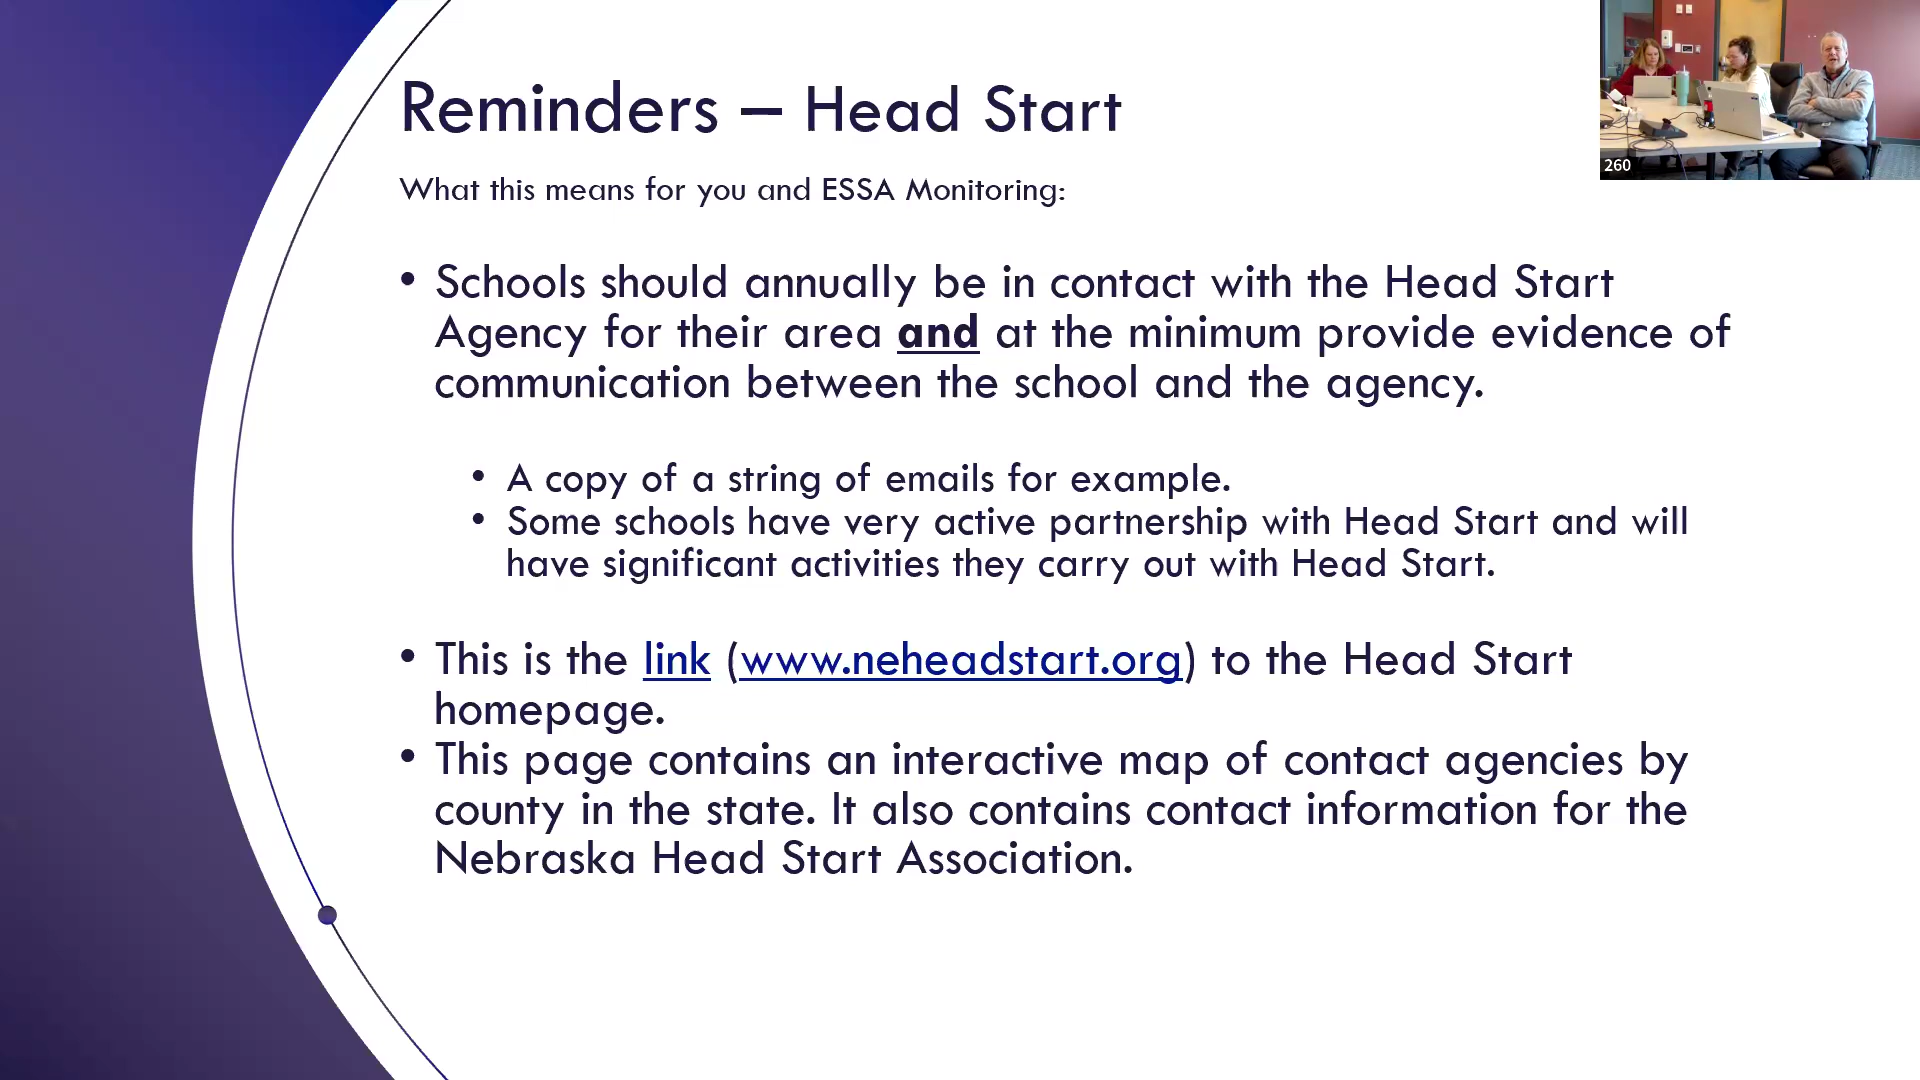 Reminders – Head Start
260
What this means for you and ESSA Monitoring:
• Schools should annually be in contact with the Head Start
Agency for their area and at the minimum provide evidence of
communication between the school and the agency.
• A copy of a string of emails for example.
• Some schools have very active partnership with Head Start and will
have significant activities they carry out with Head Start.
• This is the link (www.neheadstart.org) to the Head Start
homepage.
• This page contains an interactive map of contact agencies by
county in the state. It also contains contact information for the
Nebraska Head Start Association.